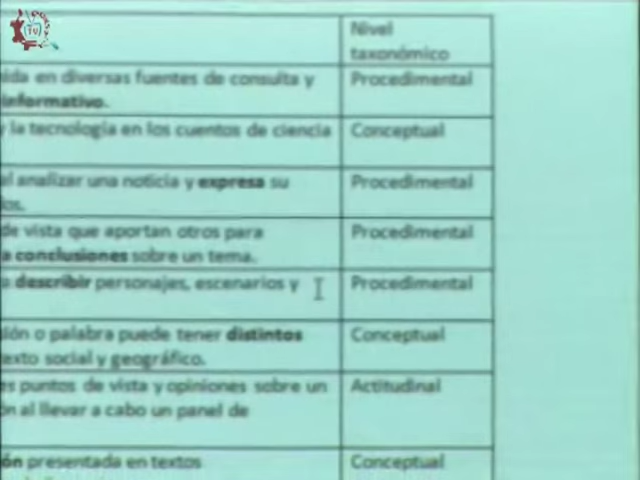 Nivel
taxonómico
ida en diversas fuentes de consulta y
Procedimental
informativo.
y la tecnología en los cuentos de ciencia
Conceptual
al analizar una noticia y expresa su
Procedimental
os.
de vista que aportan otros para
Procedimental
a conclusiones sobre un tema.
a describir personajes, escenarios y
Procedimental
sión o palabra puede tener distintos
Conceptual
exto social y geográfico.
es puntos de vista y opiniones sobre un
Actitudinal
ón al llevar a cabo un panel de
ón presentada en textos
Conceptual